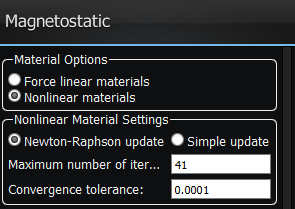 Magnetostatic
Material Options
Force linear materials
Nonlinear materials
Nonlinear Material Settings
Newton-Raphson update Simple update
Maximum number of iter... 41
Convergence tolerance: 0.0001